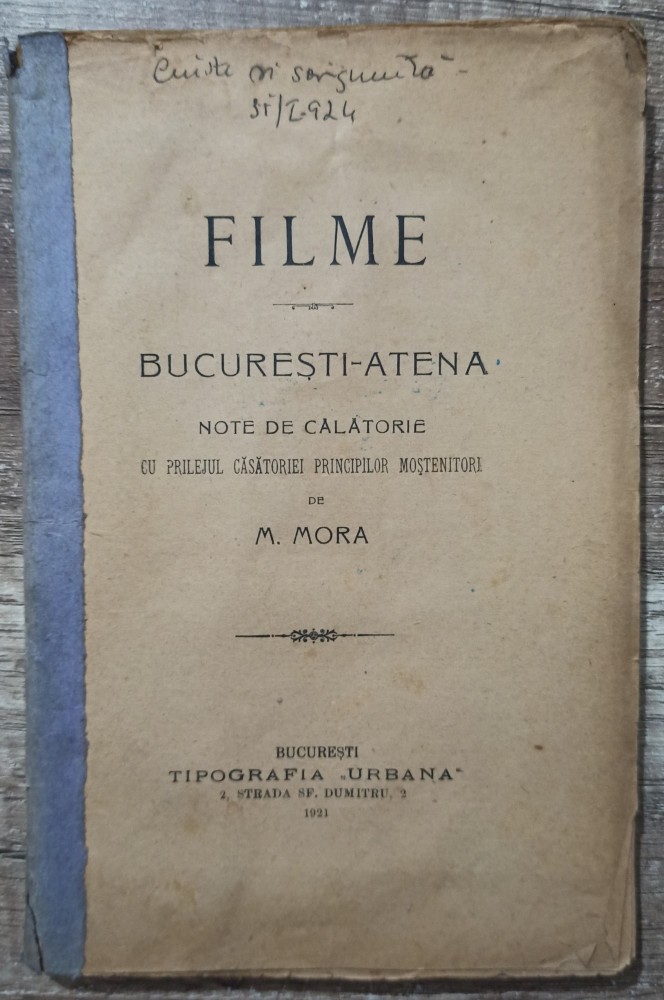 FILME
BUCUREȘTI-ATENA
NOTE DE CĂLĂTORIE
CU PRILEJUL CĂSĂTORIEI PRINCIPILOR MOȘTENITORI
DE
M. MORA
BUCUREȘTI
TIPOGRAFIA „URBANA"
2, STRADA SF. DUMITRU, 2
1921